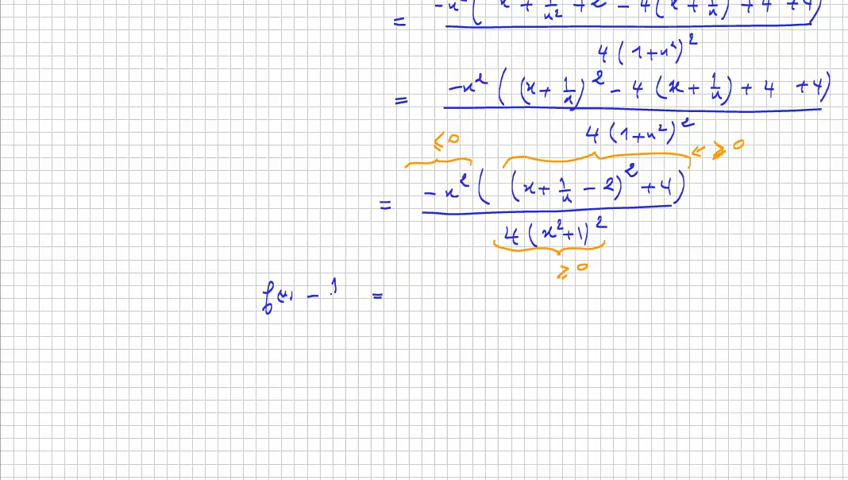 = -x² ( x² + 1/x² + 2 - 4(x + 1/x) + 4 + 4)
4(1+x²)²
= -x² ( (x + 1/x)² - 4 (x + 1/x) + 4 + 4)
4(1+x²)²
≤ 0 ≥ 0
= -x² ( (x + 1/x - 2)² + 4)
4(x²+1)²
≥ 0
f(x) - 1 =